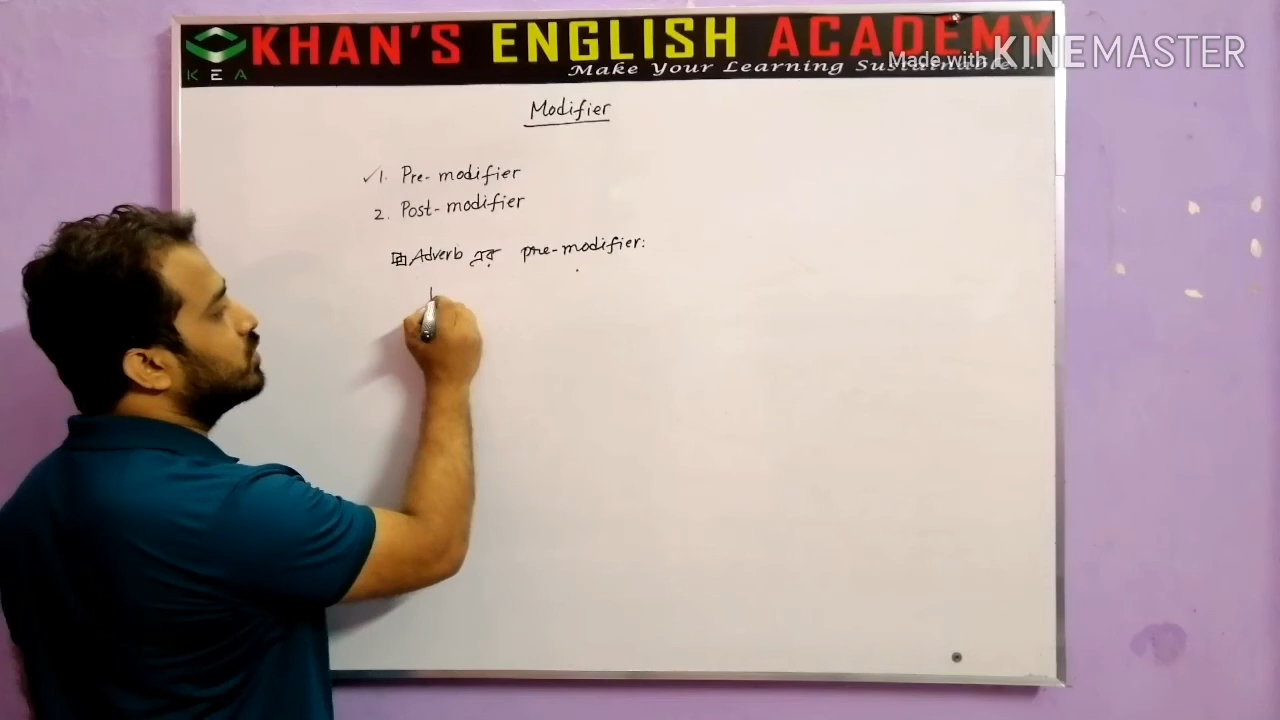 KHAN'S ENGLISH ACADEMY
K E A
Make Your Learning Sustainable...
Made with KINEMASTER
Modifier
✓1. Pre-modifier
2. Post-modifier
Adverb এর pre-modifier: